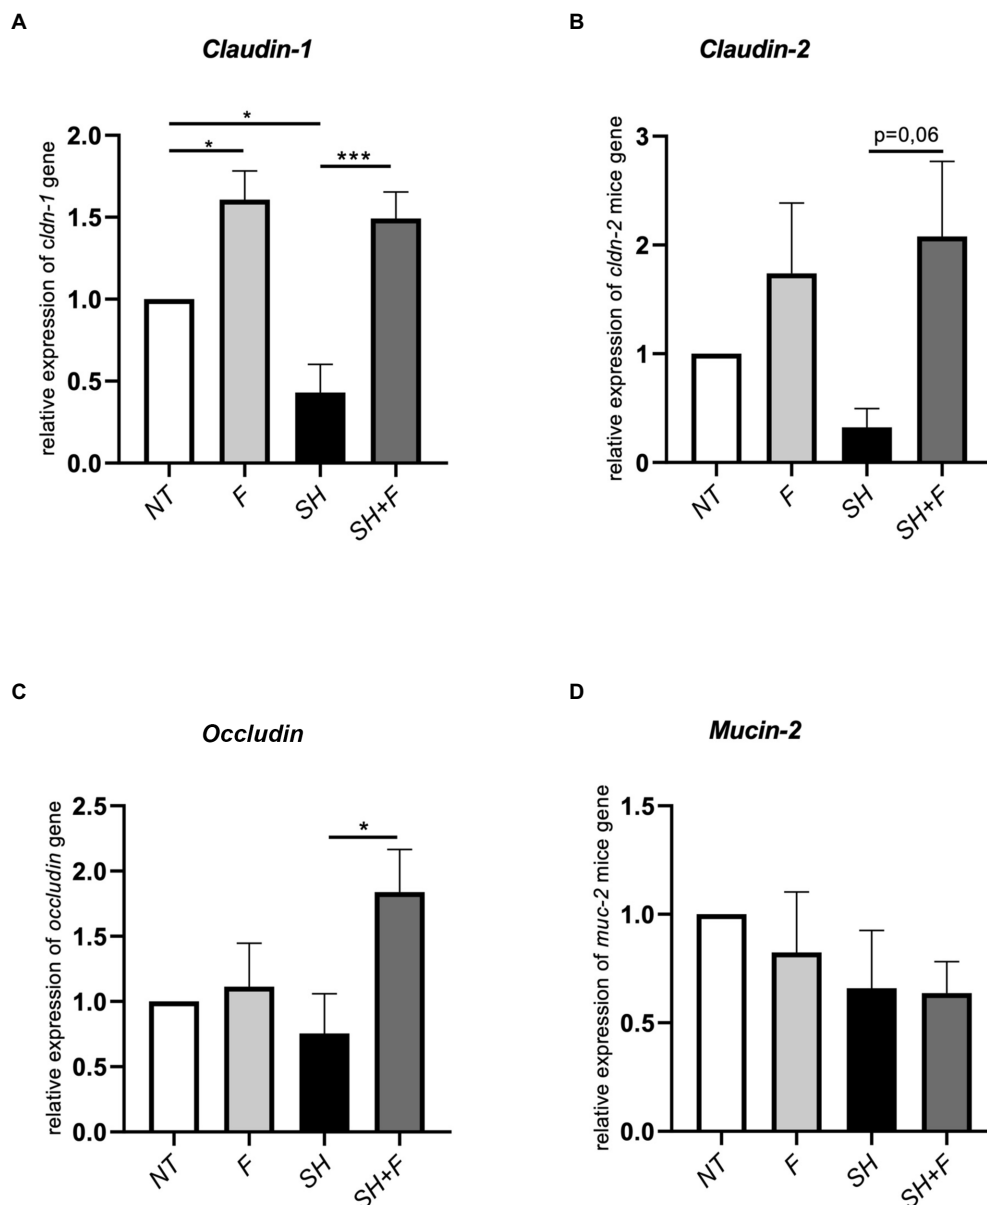 A
Claudin-1
relative expression of cldn-1 gene
2.0
1.5
1.0
0.5
0.0
*
*
***
NT
F
SH
SH+F
B
Claudin-2
relative expression of cldn-2 mice gene
3
2
1
0
p=0,06
NT
F
SH
SH+F
C
Occludin
relative expression of occludin gene
2.5
2.0
1.5
1.0
0.5
0.0
*
NT
F
SH
SH+F
D
Mucin-2
relative expression of muc-2 mice gene
1.5
1.0
0.5
0.0
NT
F
SH
SH+F